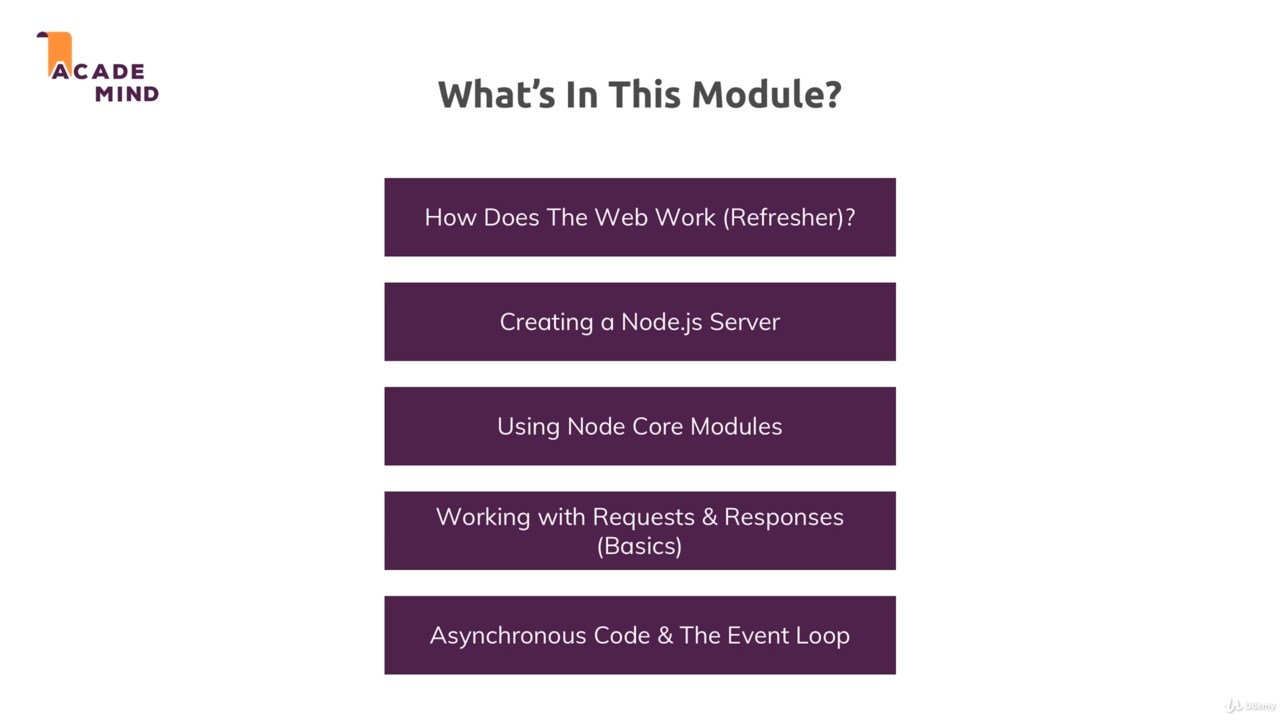 ACADE
MIND
What's In This Module?
How Does The Web Work (Refresher)?
Creating a Node.js Server
Using Node Core Modules
Working with Requests & Responses
(Basics)
Asynchronous Code & The Event Loop
Udemy